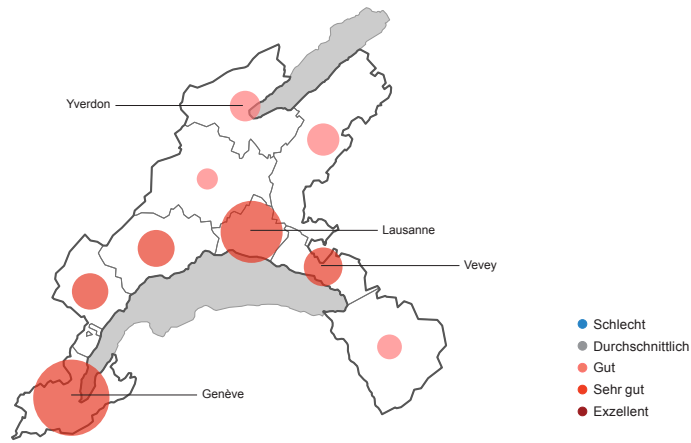 Yverdon
Lausanne
Vevey
Genève
Schlecht
Durchschnittlich
Gut
Sehr gut
Exzellent